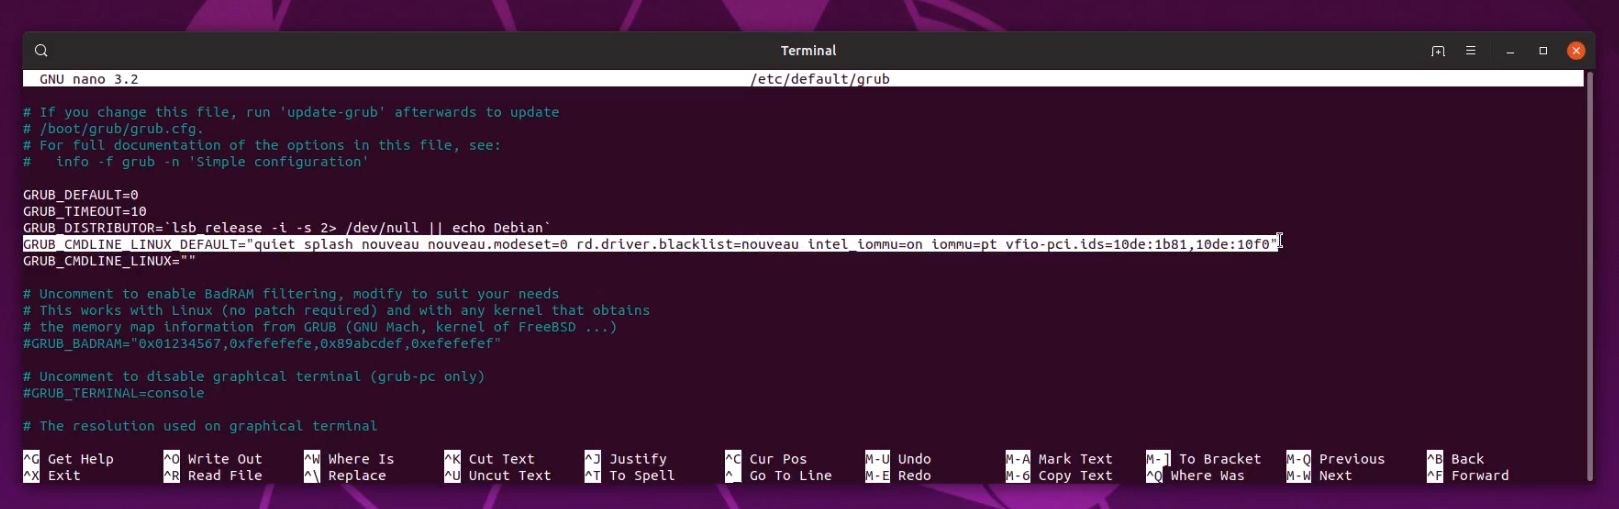 Terminal
GNU nano 3.2 /etc/default/grub
# If you change this file, run 'update-grub' afterwards to update
# /boot/grub/grub.cfg.
# For full documentation of the options in this file, see:
#   info -f grub -n 'Simple configuration'
GRUB_DEFAULT=0
GRUB_TIMEOUT=10
GRUB_DISTRIBUTOR=`lsb_release -i -s 2> /dev/null || echo Debian`
GRUB_CMDLINE_LINUX_DEFAULT="quiet splash nouveau nouveau.modeset=0 rd.driver.blacklist=nouveau intel_iommu=on iommu=pt vfio-pci.ids=10de:1b81,10de:10f0"
GRUB_CMDLINE_LINUX=""
# Uncomment to enable BadRAM filtering, modify to suit your needs
# This works with Linux (no patch required) and with any kernel that obtains
# the memory map information from GRUB (GNU Mach, kernel of FreeBSD ...)
#GRUB_BADRAM="0x01234567,0xfefefefe,0x89abcdef,0xefefefef"
# Uncomment to disable graphical terminal (grub-pc only)
#GRUB_TERMINAL=console
# The resolution used on graphical terminal
^G Get Help ^O Write Out ^W Where Is ^K Cut Text ^J Justify ^C Cur Pos M-U Undo M-A Mark Text M-] To Bracket M-Q Previous ^B Back
^X Exit ^R Read File ^\ Replace ^U Uncut Text ^T To Spell ^_ Go To Line M-E Redo M-6 Copy Text ^Q Where Was M-W Next ^F Forward